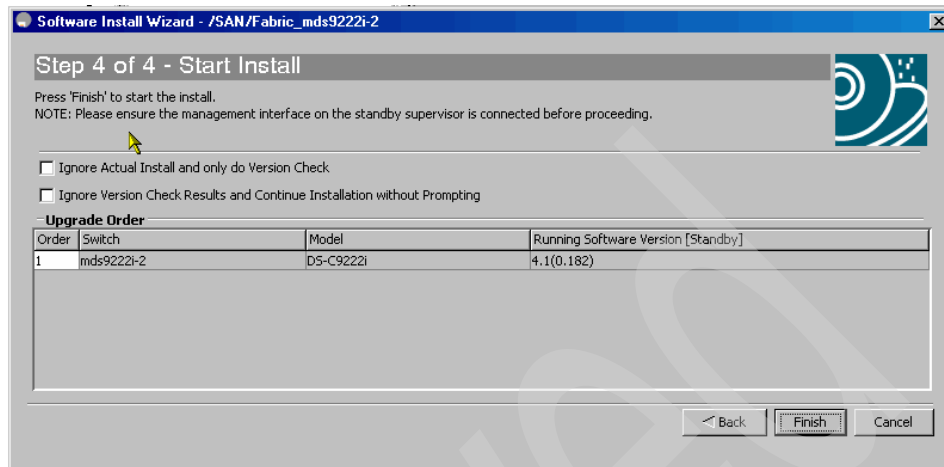 Software Install Wizard - /SAN/Fabric_mds9222i-2
Step 4 of 4 - Start Install
Press 'Finish' to start the install.
NOTE: Please ensure the management interface on the standby supervisor is connected before proceeding.
Ignore Actual Install and only do Version Check
Ignore Version Check Results and Continue Installation without Prompting
Upgrade Order
Order Switch Model Running Software Version [Standby]
1 mds9222i-2 DS-C9222i 4.1(0.182)
Back Finish Cancel